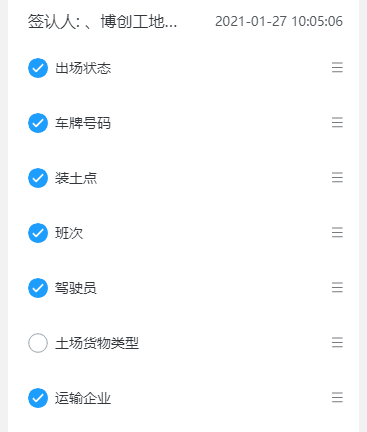 签认人: 、博创工地... 2021-01-27 10:05:06
出场状态
车牌号码
装土点
班次
驾驶员
土场货物类型
运输企业